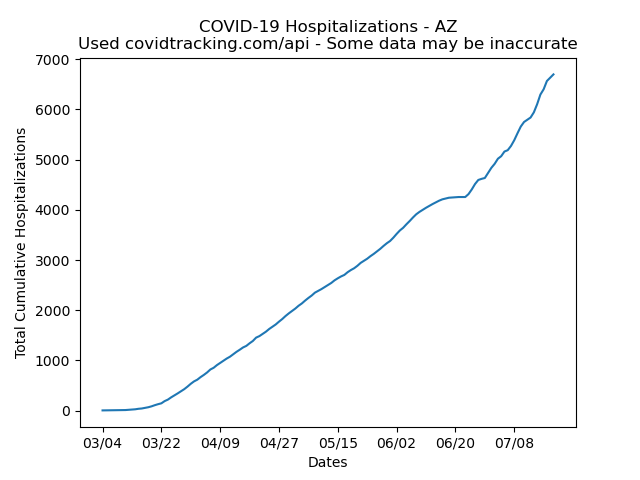 COVID-19 Hospitalizations - AZ
Used covidtracking.com/api - Some data may be inaccurate
Total Cumulative Hospitalizations
7000
6000
5000
4000
3000
2000
1000
0
03/04 03/22 04/09 04/27 05/15 06/02 06/20 07/08
Dates